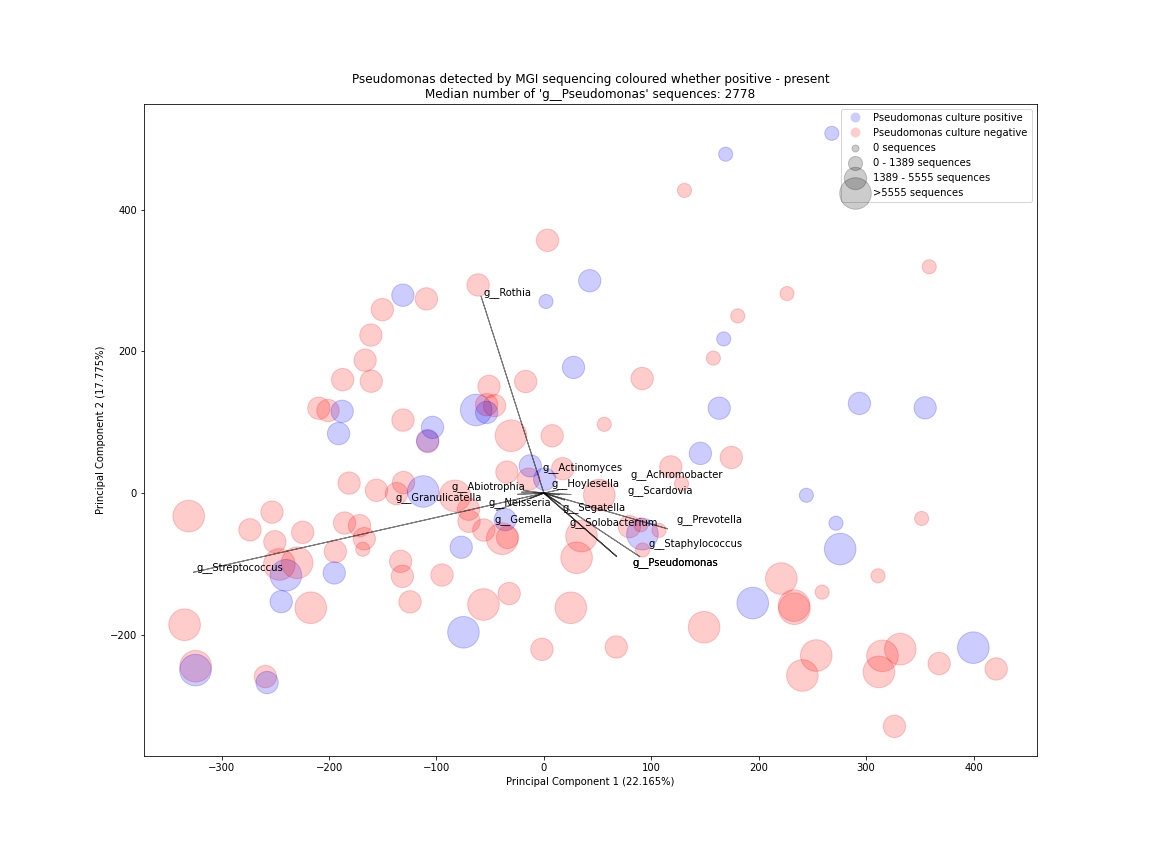 Pseudomonas detected by MGI sequencing coloured whether positive - present
Median number of 'g__Pseudomonas' sequences: 2778
Pseudomonas culture positive
Pseudomonas culture negative
0 sequences
0 - 1389 sequences
1389 - 5555 sequences
>5555 sequences
Principal Component 2 (17.775%)
400
200
0
−200
g__Rothia
g__Actinomyces
g__Achromobacter
g__Hoylesella
g__Abiotrophia
g__Scardovia
g__Granulicatella
g__Neisseria
g__Segatella
g__Gemella
g__Solobacterium
g__Prevotella
g__Staphylococcus
g__Pseudomonas
g__Streptococcus
−300
−200
−100
0
100
200
300
400
Principal Component 1 (22.165%)